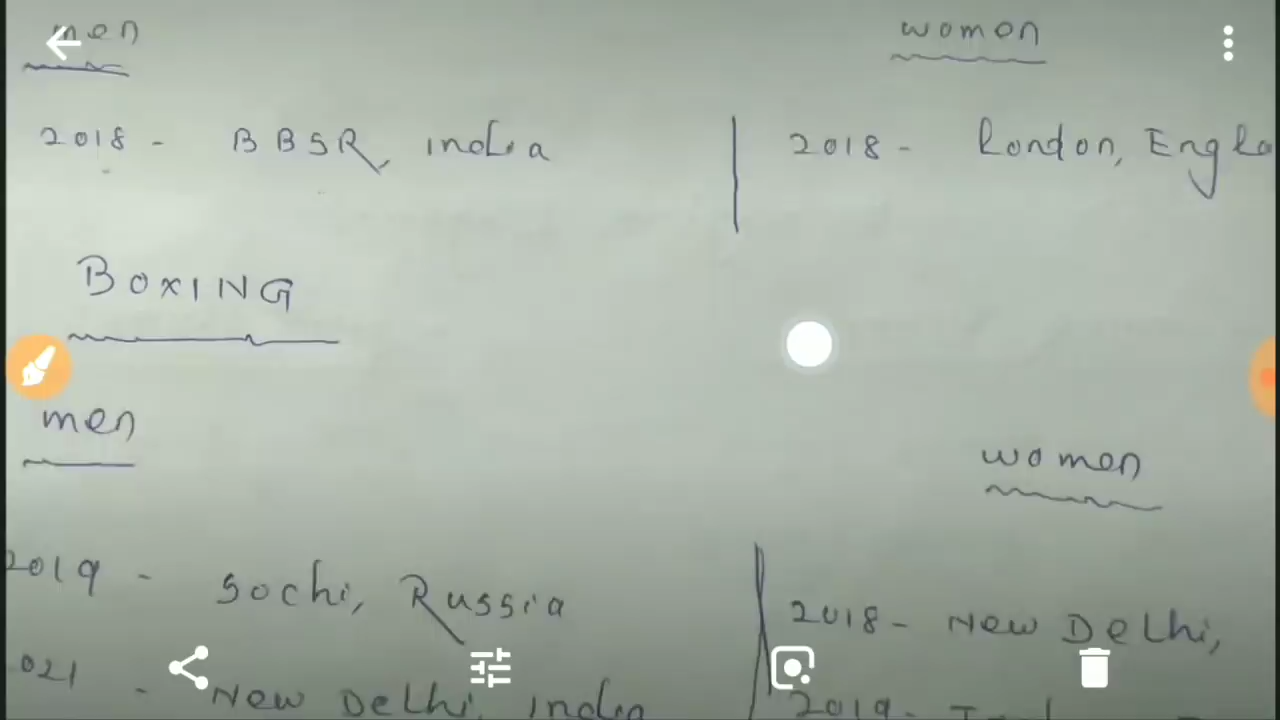 men
women
2018 - BBSR, India
2018 - London, Engla
BOXING
men
women
2019 - Sochi, Russia
2018 - New Delhi,
021 - New Delhi, India
2019 -